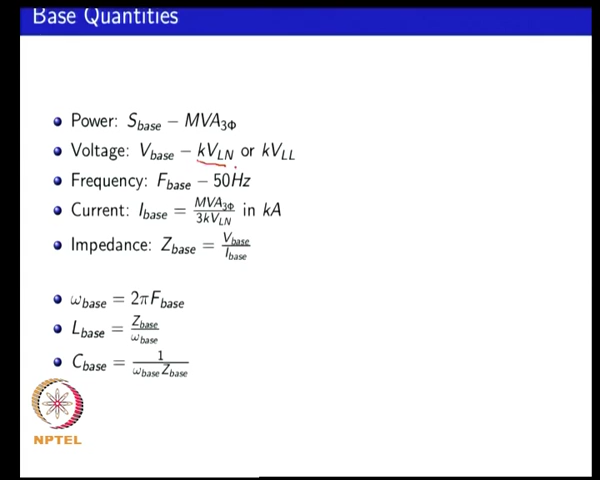 Base Quantities
Power: S_base − MVA_3Φ
Voltage: V_base − kV_LN or kV_LL
Frequency: F_base − 50Hz
Current: I_base = MVA_3Φ / 3kV_LN in kA
Impedance: Z_base = V_base / I_base
ω_base = 2πF_base
L_base = Z_base / ω_base
C_base = 1 / ω_base Z_base
NPTEL